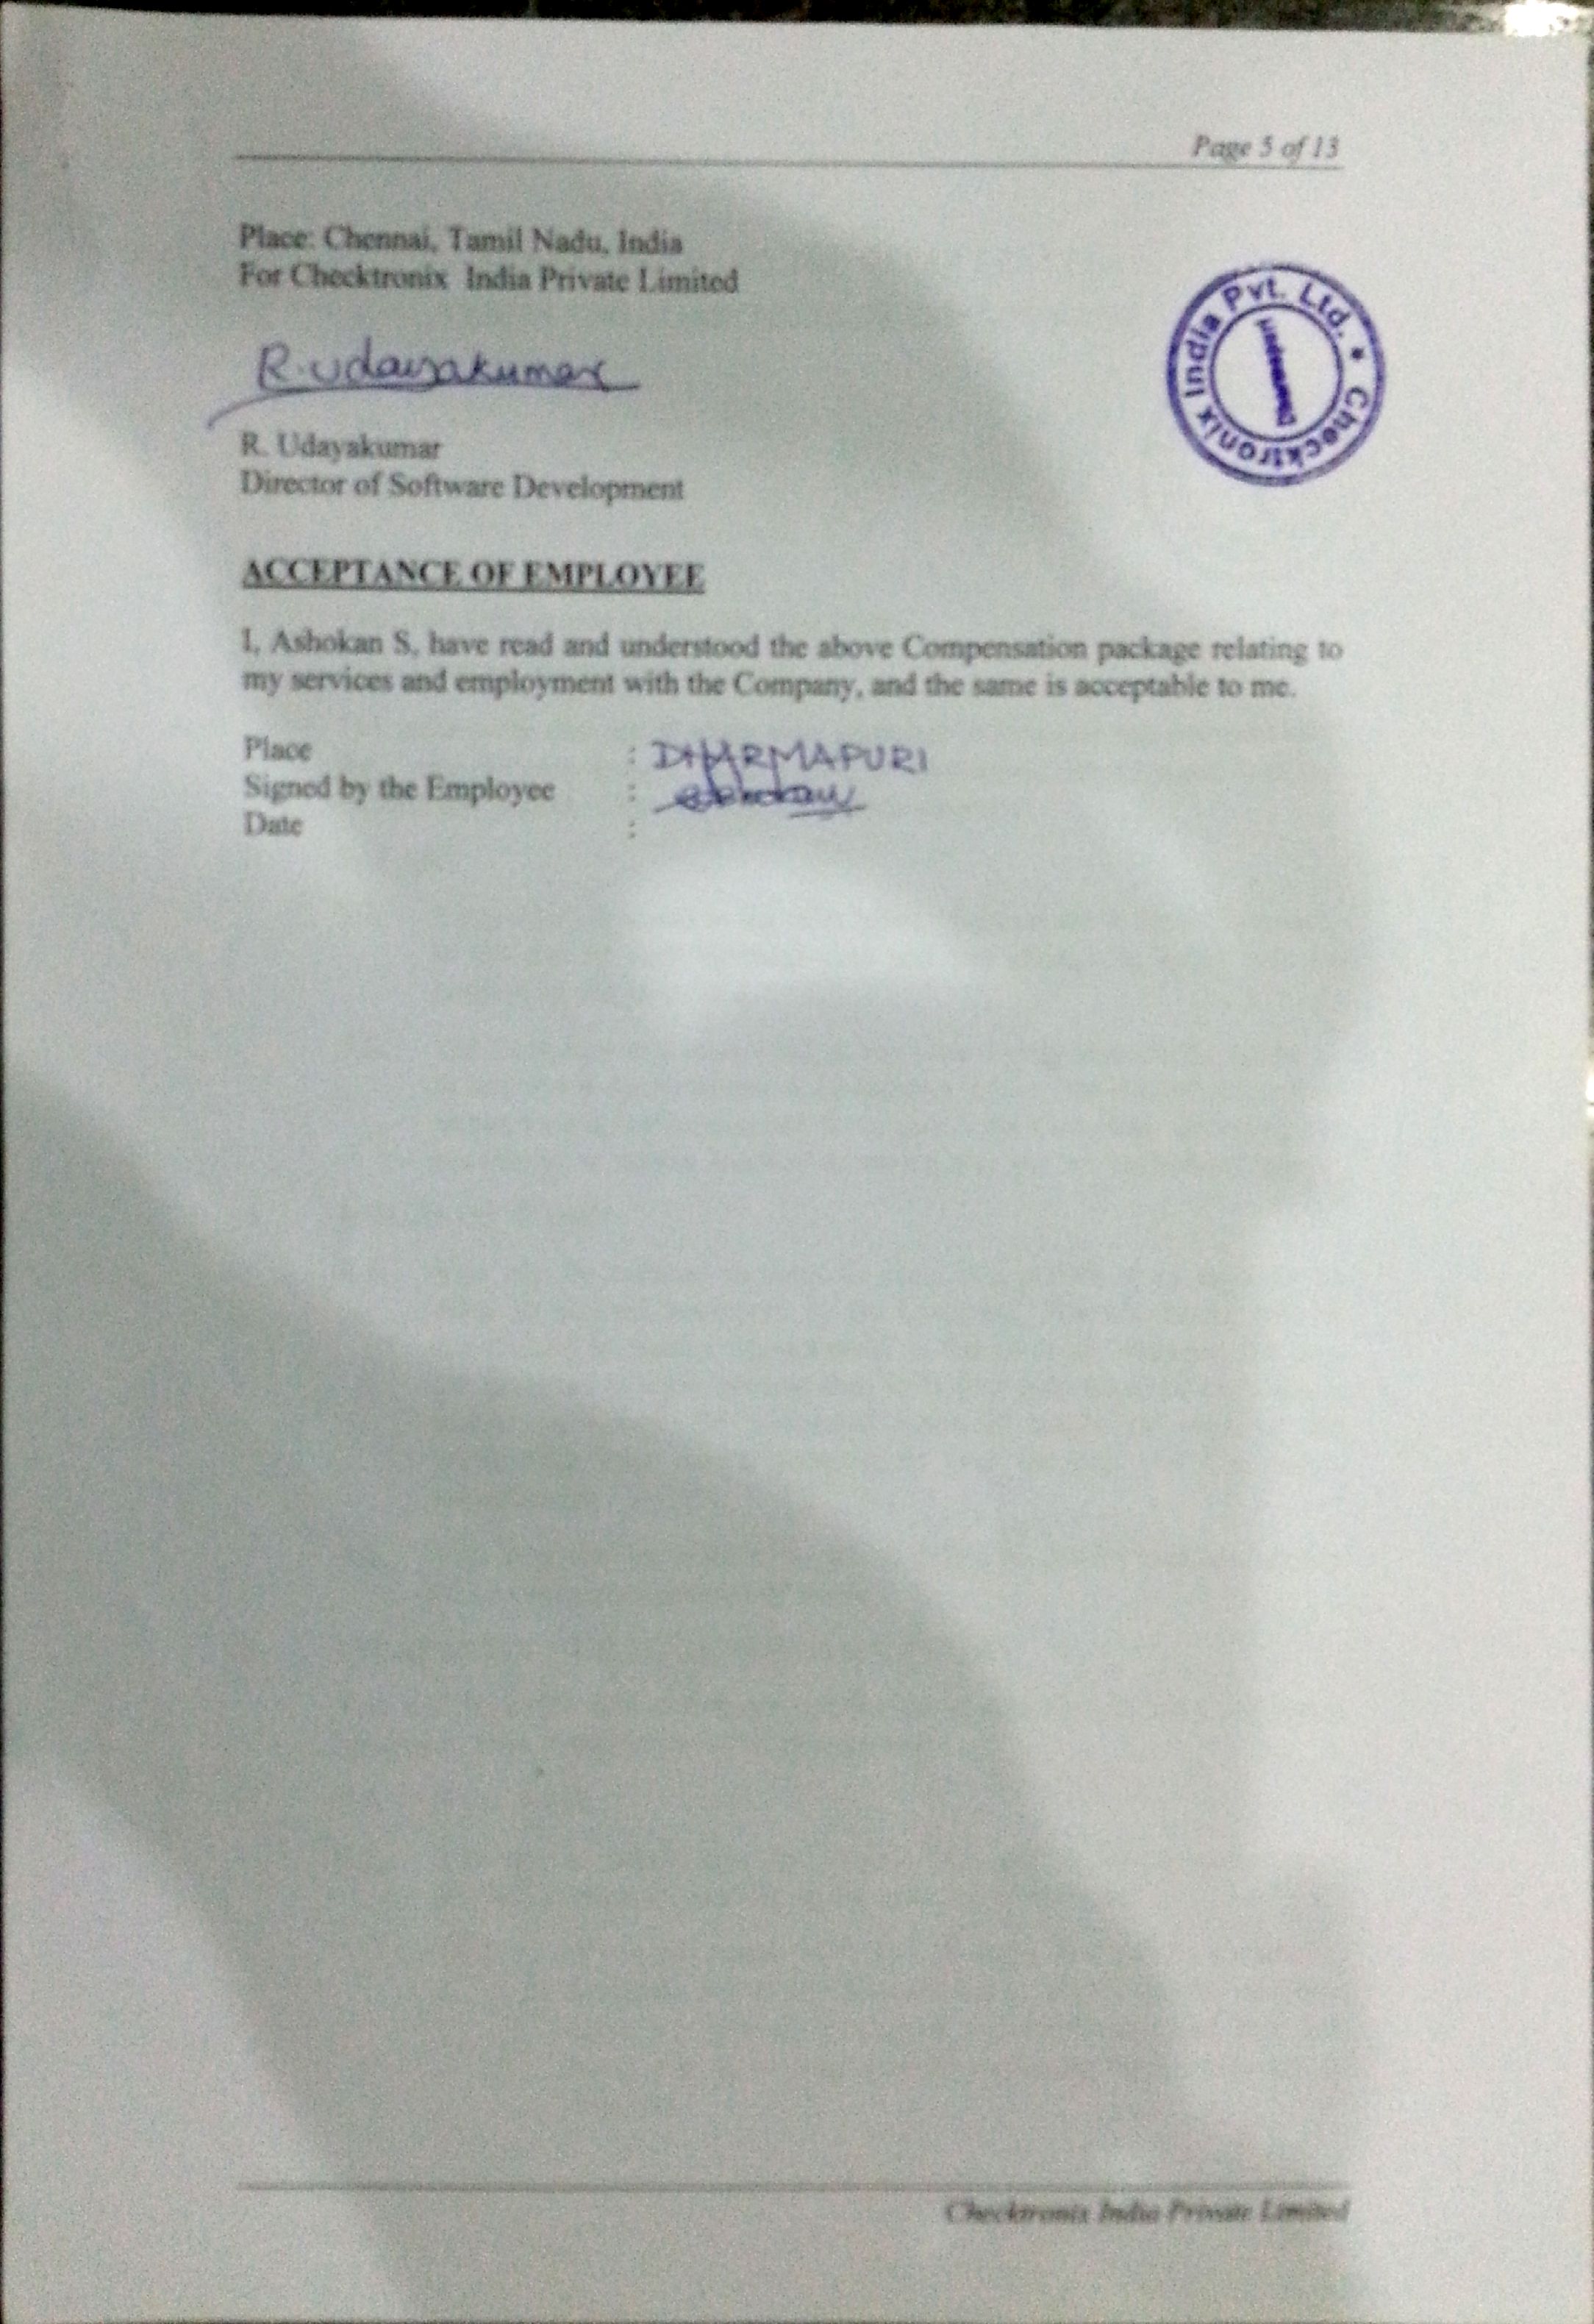 Page 5 of 13
Place: Chennai, Tamil Nadu, India
For Checktronix India Private Limited
R. Udayakumar
Checktronix India Pvt. Ltd.
R. Udayakumar
Director of Software Development
ACCEPTANCE OF EMPLOYEE
I, Ashokan S, have read and understood the above Compensation package relating to
my services and employment with the Company, and the same is acceptable to me.
Place : DHARMAPURI
Signed by the Employee :
Date :
Checktronix India Private Limited